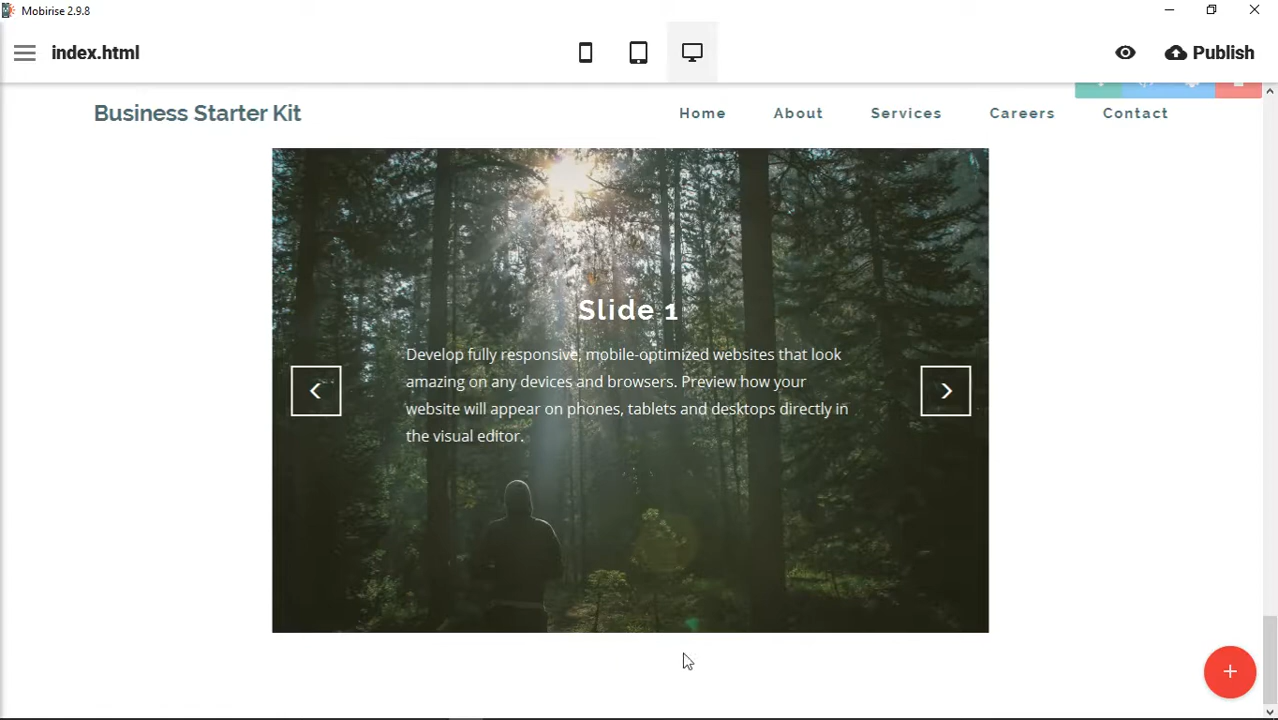 Mobirise 2.9.8
index.html
Publish
Business Starter Kit
Home About Services Careers Contact
Slide 1
Develop fully responsive, mobile-optimized websites that look
amazing on any devices and browsers. Preview how your
website will appear on phones, tablets and desktops directly in
the visual editor.